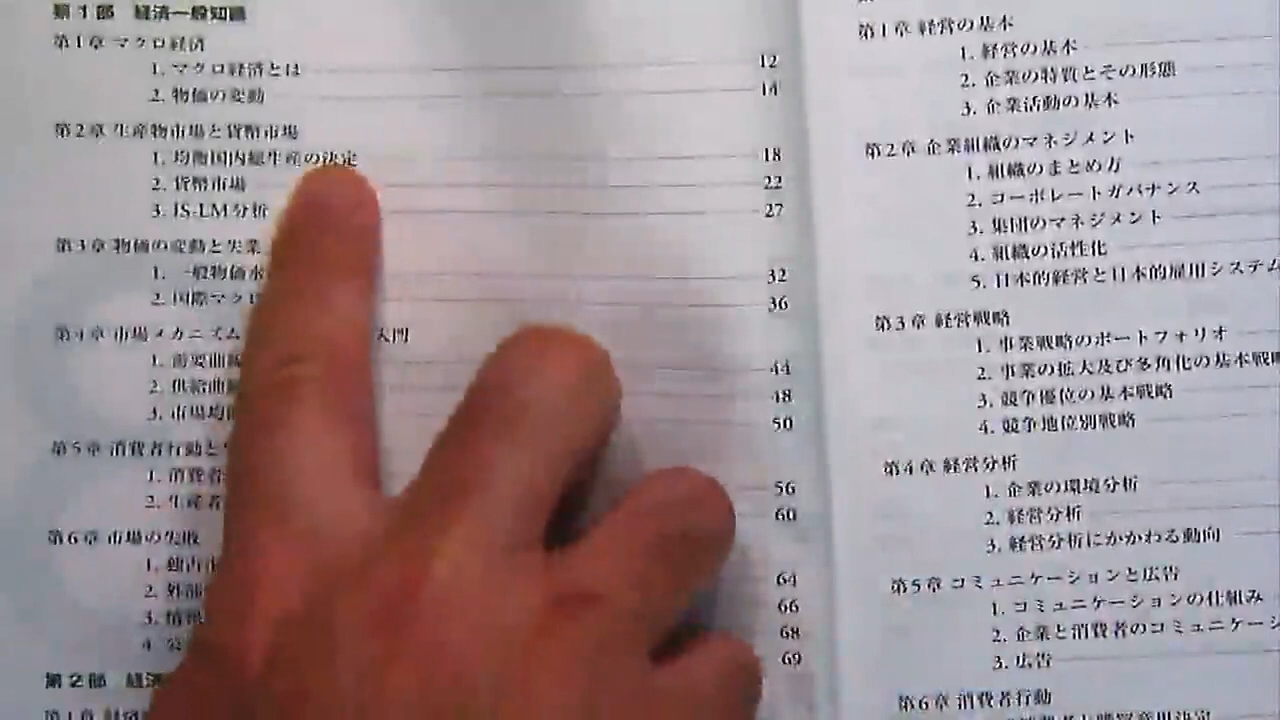 第1部 経済一般知識
第1章 マクロ経済
1. マクロ経済とは 12
2. 物価の変動 14
第2章 生産物市場と貨幣市場
1. 均衡国内総生産の決定 18
2. 貨幣市場 22
3. IS-LM分析 27
第3章 物価の変動と失業
1. 一般物価水 32
2. 国際マクロ 36
第4章 市場メカニズム 入門
1. 需要曲線 44
2. 供給曲線 48
3. 市場均 50
第5章 消費者行動と
1. 消費者 56
2. 生産者 60
第6章 市場の失敗
1. 64
2. 外部 66
3. 情報 68
4. 69
第2部 経済
第1章
第1章 経営の基本
1. 経営の基本
2. 企業の特質とその形態
3. 企業活動の基本
第2章 企業組織のマネジメント
1. 組織のまとめ方
2. コーポレートガバナンス
3. 集団のマネジメント
4. 組織の活性化
5. 日本的経営と日本的雇用システム
第3章 経営戦略
1. 事業戦略のポートフォリオ
2. 事業の拡大及び多角化の基本戦略
3. 競争優位の基本戦略
4. 競争地位別戦略
第4章 経営分析
1. 企業の環境分析
2. 経営分析
3. 経営分析にかかわる動向
第5章 コミュニケーションと広告
1. コミュニケーションの仕組み
2. 企業と消費者のコミュニケーシ
3. 広告
第6章 消費者行動